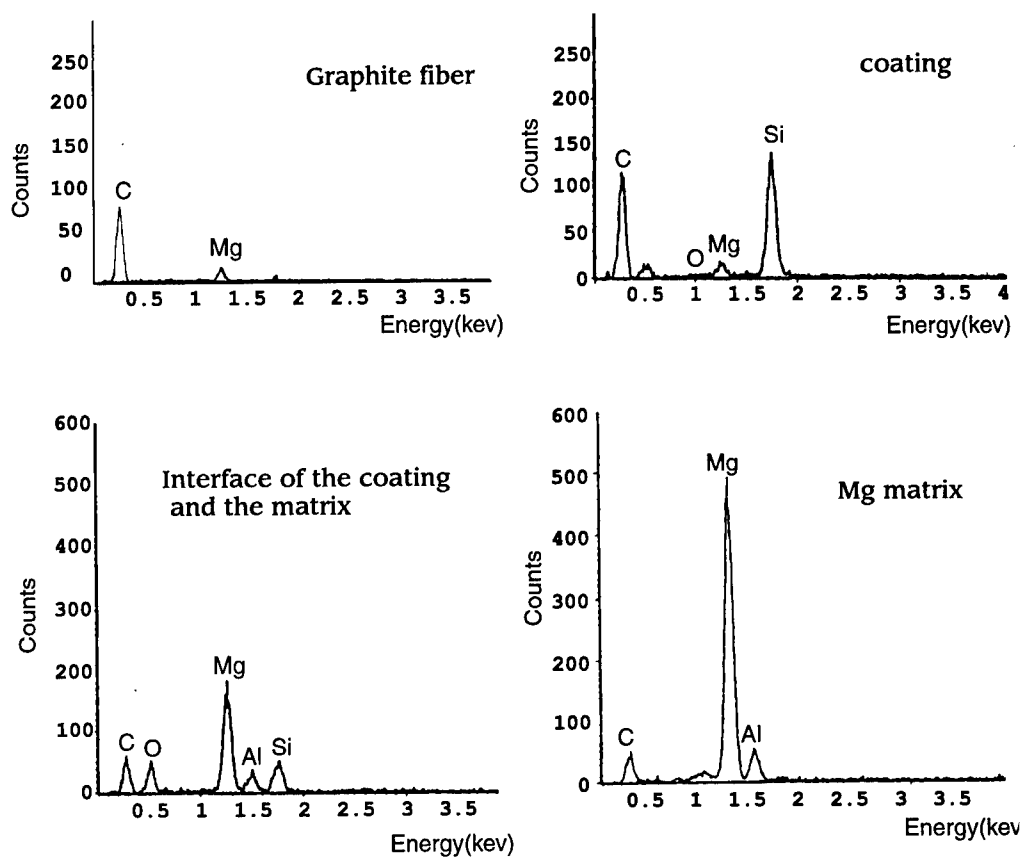 Graphite fiber
Counts
250
200
150
100
50
0
C
Mg
0.5 1 1.5 2 2.5 3 3.5
Energy(kev)
coating
Counts
250
200
150
100
50
0
C
O
Mg
Si
0.5 1 1.5 2 2.5 3 3.5 4
Energy(kev)
Interface of the coating
and the matrix
Counts
600
500
400
300
200
100
0
C
O
Mg
Al
Si
0.5 1 1.5 2 2.5 3 3.5
Energy(kev)
Mg matrix
Counts
600
500
400
300
200
100
0
C
Mg
Al
0.5 1 1.5 2 2.5 3 3.5
Energy(kev